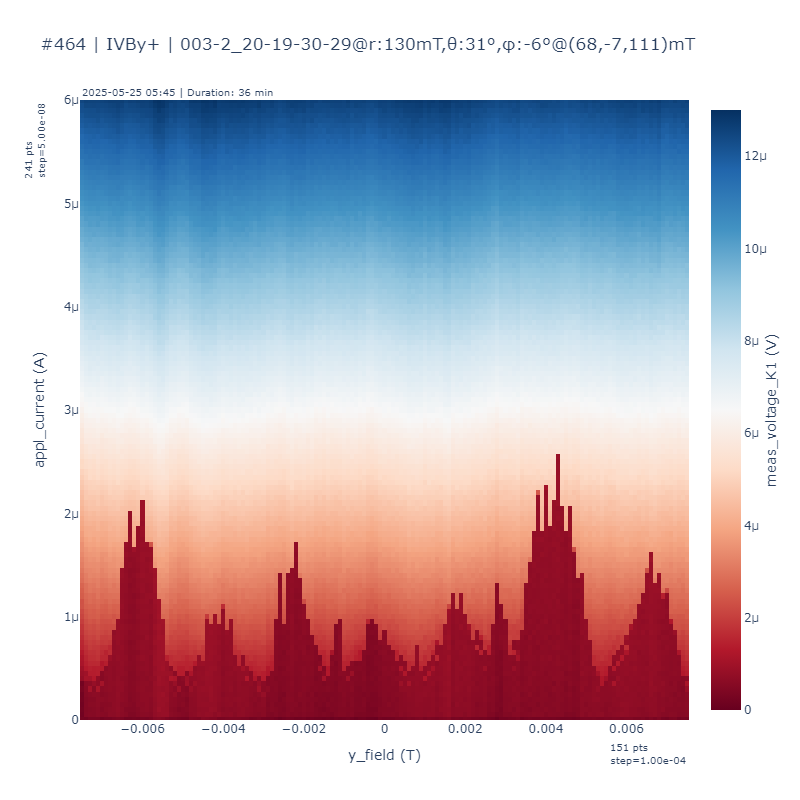 #464 | IVBy+ | 003-2_20-19-30-29@r:130mT,θ:31°,φ:-6°@(68,-7,111)mT
2025-05-25 05:45 | Duration: 36 min
241 pts
step=5.00e-08
6μ
5μ
4μ
3μ
2μ
1μ
0
appl_current (A)
−0.006
−0.004
−0.002
0
0.002
0.004
0.006
y_field (T)
151 pts
step=1.00e-04
12μ
10μ
8μ
6μ
4μ
2μ
0
meas_voltage_K1 (V)